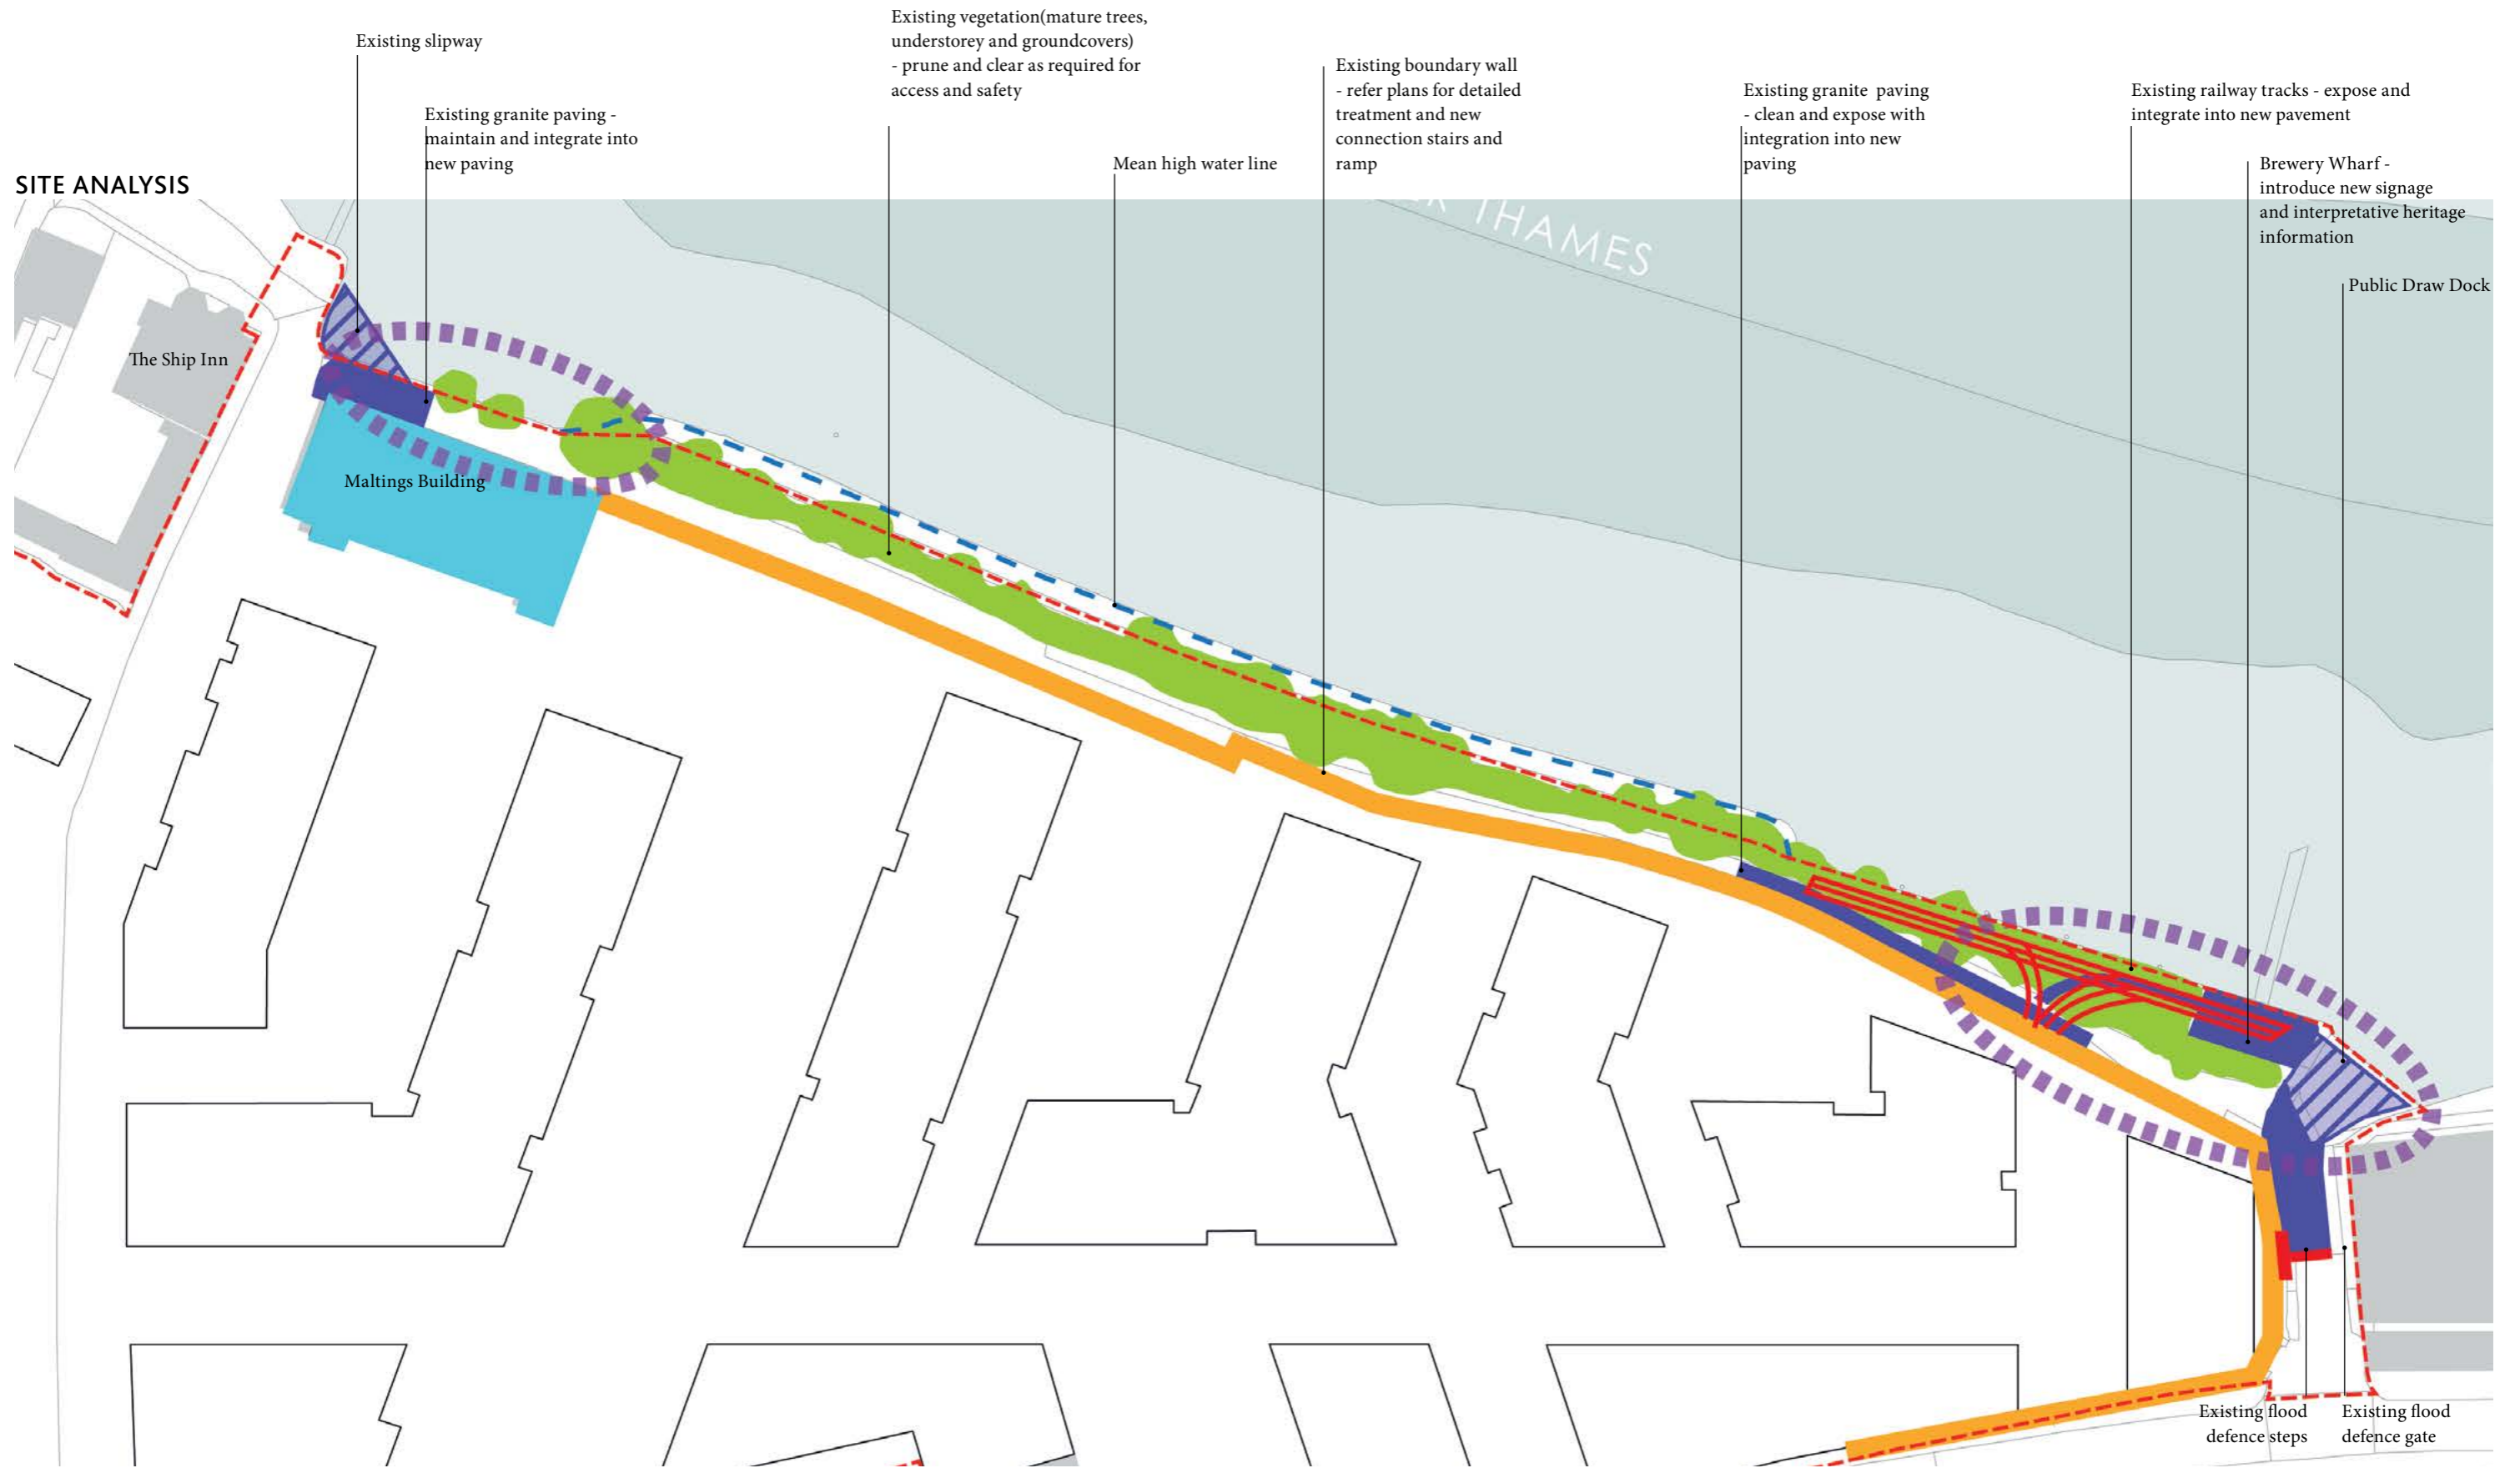 Existing slipway
Existing granite paving -
maintain and integrate into
new paving
Existing vegetation(mature trees,
understorey and groundcovers)
- prune and clear as required for
access and safety
Mean high water line
Existing boundary wall
- refer plans for detailed
treatment and new
connection stairs and
ramp
Existing granite paving
- clean and expose with
integration into new
paving
Existing railway tracks - expose and
integrate into new pavement
Brewery Wharf -
introduce new signage
and interpretative heritage
information
Public Draw Dock
SITE ANALYSIS
THAMES
The Ship Inn
Maltings Building
Existing flood
defence steps
Existing flood
defence gate